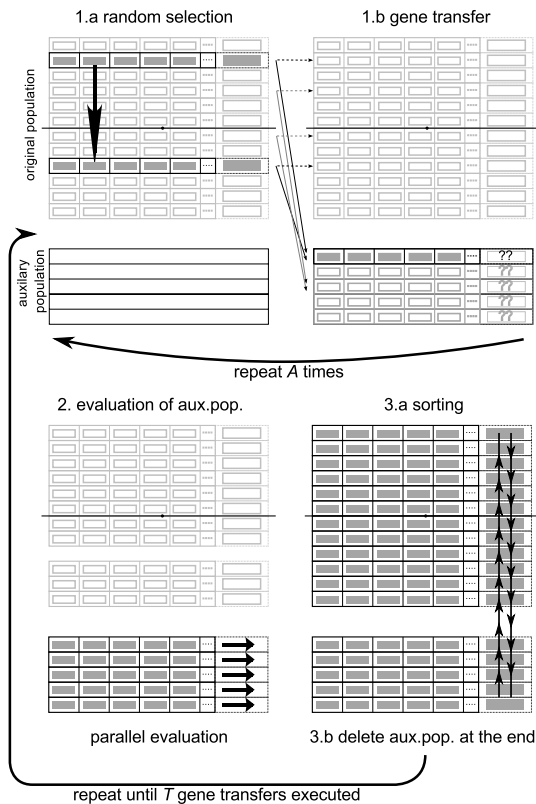 1.a random selection
1.b gene transfer
original population
auxilary
population
??
??
??
??
??
repeat A times
2. evaluation of aux.pop.
3.a sorting
parallel evaluation
3.b delete aux.pop. at the end
repeat until T gene transfers executed